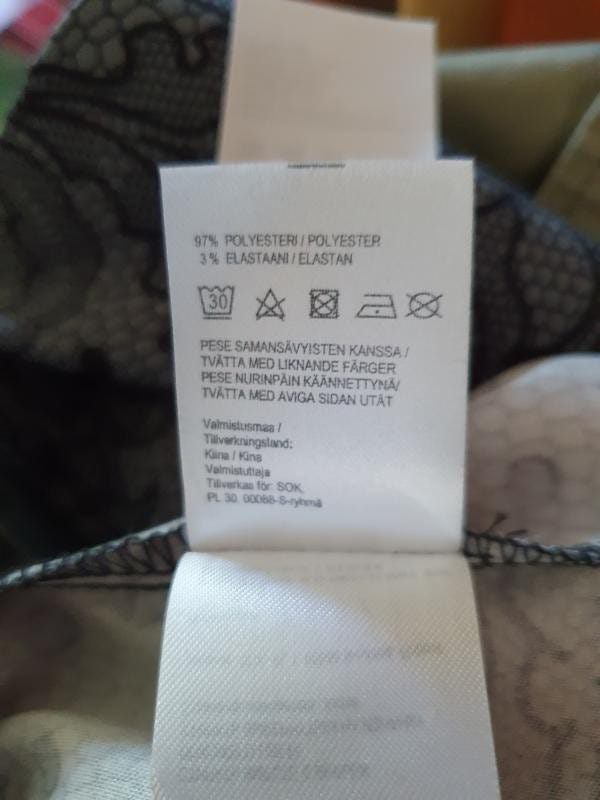 97% POLYESTERI / POLYESTER
3% ELASTAANI / ELASTAN
30
PESE SAMANSÄVYISTEN KANSSA /
TVÄTTA MED LIKNANDE FÄRGER
PESE NURINPÄIN KÄÄNNETTYNÄ/
TVÄTTA MED AVIGA SIDAN UTÅT
Valmistusmaa /
Tillverkningsland:
Kiina / Kina
Valmistuttaja
Tillverkas för: SOK,
PL 30, 00088-S-ryhmä